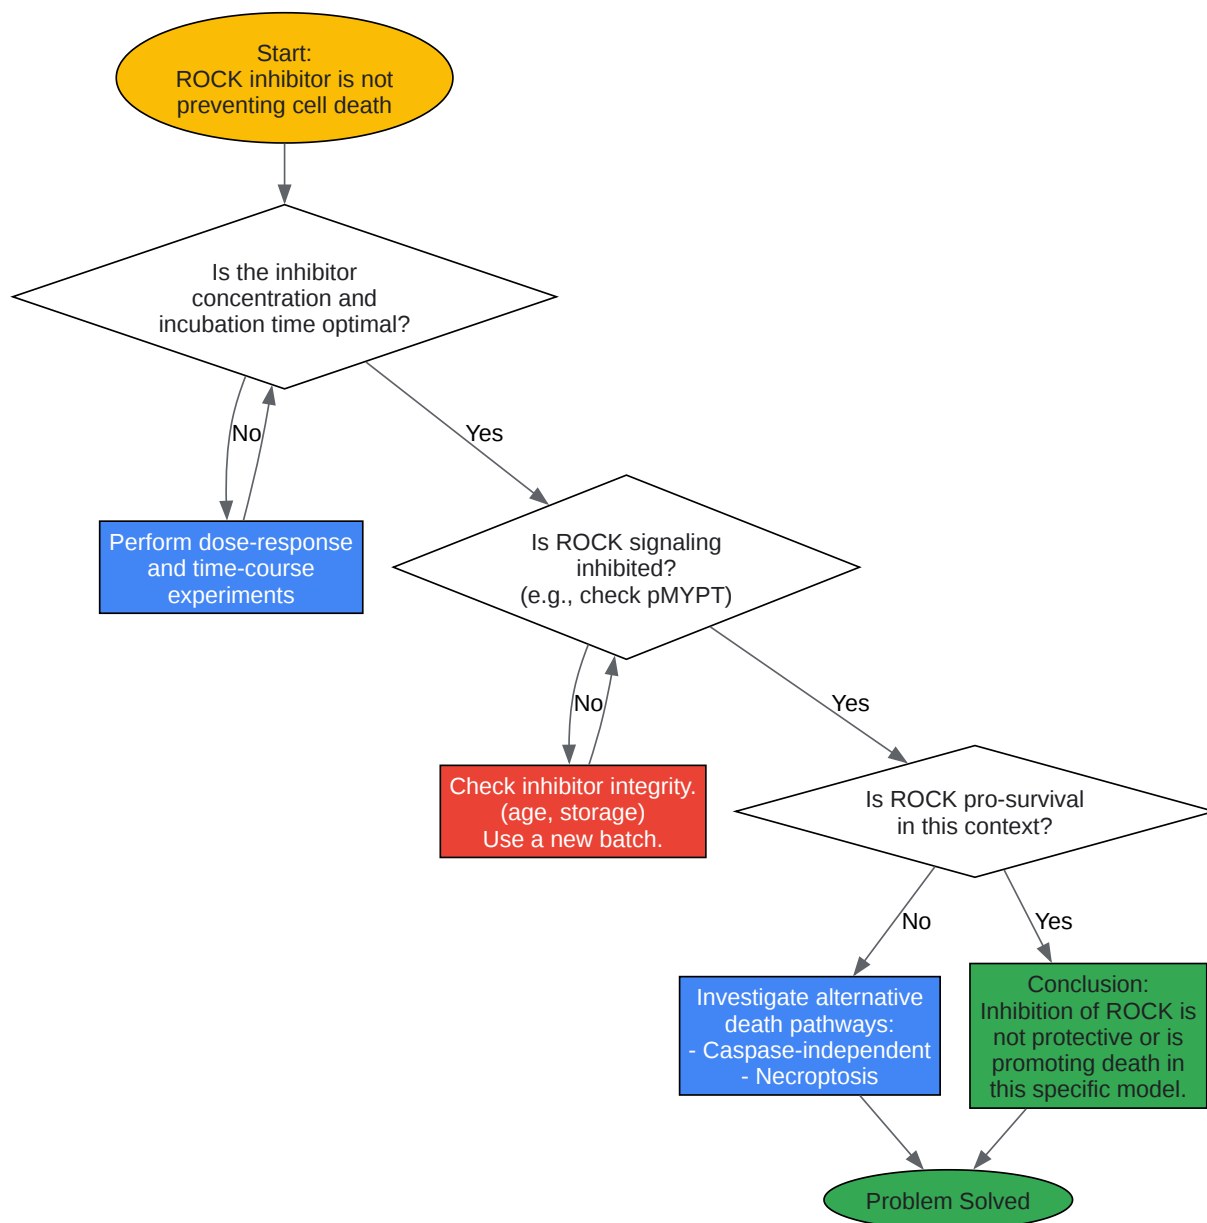 Start:
ROCK inhibitor is not
preventing cell death
Is the inhibitor
concentration and
incubation time optimal?
No
Yes
Perform dose-response
and time-course
experiments
Is ROCK signaling
inhibited?
(e.g., check pMYPT)
No
Yes
Check inhibitor integrity.
(age, storage)
Use a new batch.
Is ROCK pro-survival
in this context?
No
Yes
Investigate alternative
death pathways:
- Caspase-independent
- Necroptosis
Conclusion:
Inhibition of ROCK is
not protective or is
promoting death in
this specific model.
Problem Solved